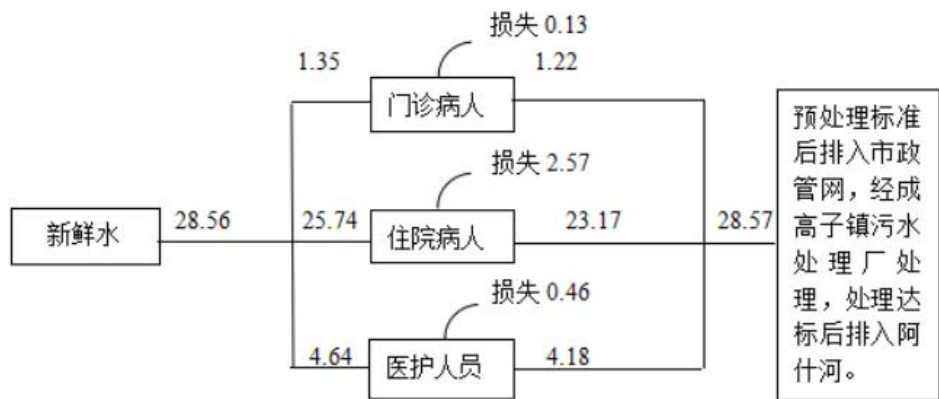 损失 0.13
1.35
1.22
门诊病人
损失 2.57
新鲜水
28.56
25.74
住院病人
23.17
28.57
损失 0.46
4.64
医护人员
4.18
预处理标准
后排入市政
管网，经成
高子镇污水
处理厂处
理，处理达
标后排入阿
什河。